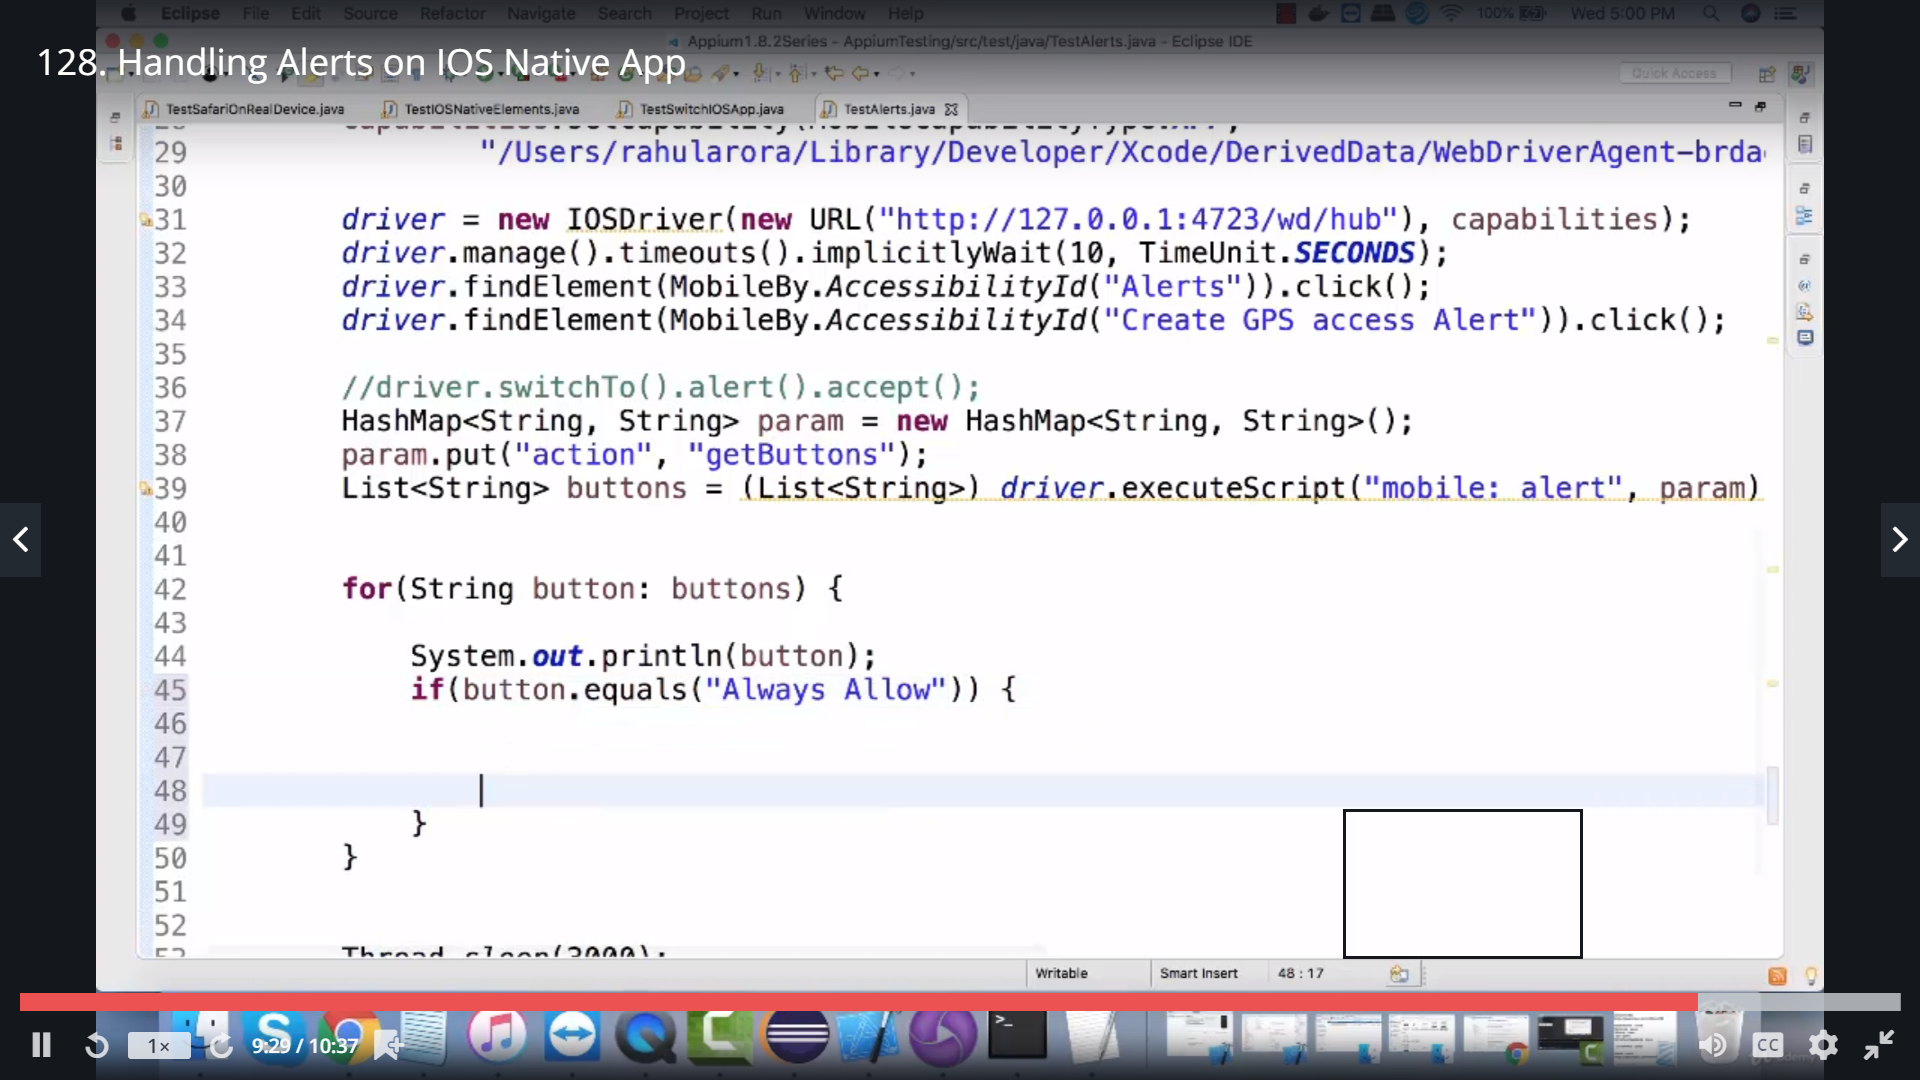 Eclipse File Edit Source Refactor Navigate Search Project Run Window Help 100% Wed 5:00 PM
Appium1.8.2Series - AppiumTesting/src/test/java/TestAlerts.java - Eclipse IDE
128. Handling Alerts on IOS Native App
Quick Access
TestSafariOnRealDevice.java TestIOSNativeElements.java TestSwitchIOSApp.java TestAlerts.java
29 "/Users/rahularora/Library/Developer/Xcode/DerivedData/WebDriverAgent-brda
30
31 driver = new IOSDriver(new URL("http://127.0.0.1:4723/wd/hub"), capabilities);
32 driver.manage().timeouts().implicitlyWait(10, TimeUnit.SECONDS);
33 driver.findElement(MobileBy.AccessibilityId("Alerts")).click();
34 driver.findElement(MobileBy.AccessibilityId("Create GPS access Alert")).click();
35
36 //driver.switchTo().alert().accept();
37 HashMap<String, String> param = new HashMap<String, String>();
38 param.put("action", "getButtons");
39 List<String> buttons = (List<String>) driver.executeScript("mobile: alert", param)
40
41
42 for(String button: buttons) {
43
44 System.out.println(button);
45 if(button.equals("Always Allow")) {
46
47
48
49 }
50 }
51
52
Thread.sleep(3000);
Writable Smart Insert 48 : 17
1× 9:29 / 10:37 CC